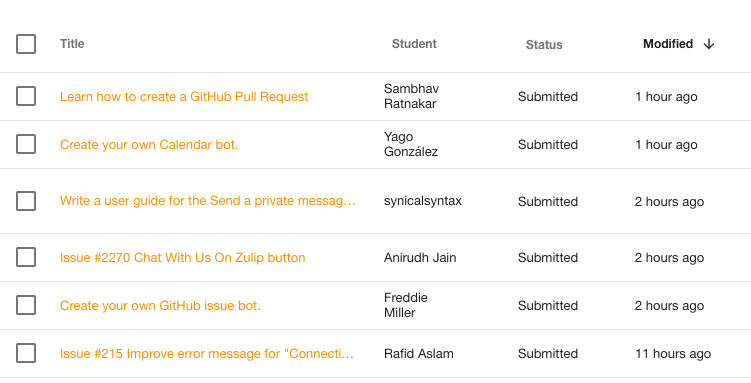 Title Student Status Modified
Learn how to create a GitHub Pull Request Sambhav Ratnakar Submitted 1 hour ago
Create your own Calendar bot. Yago González Submitted 1 hour ago
Write a user guide for the Send a private messag… synicalsyntax Submitted 2 hours ago
Issue #2270 Chat With Us On Zulip button Anirudh Jain Submitted 2 hours ago
Create your own GitHub issue bot. Freddie Miller Submitted 2 hours ago
Issue #215 Improve error message for "Connecti… Rafid Aslam Submitted 11 hours ago